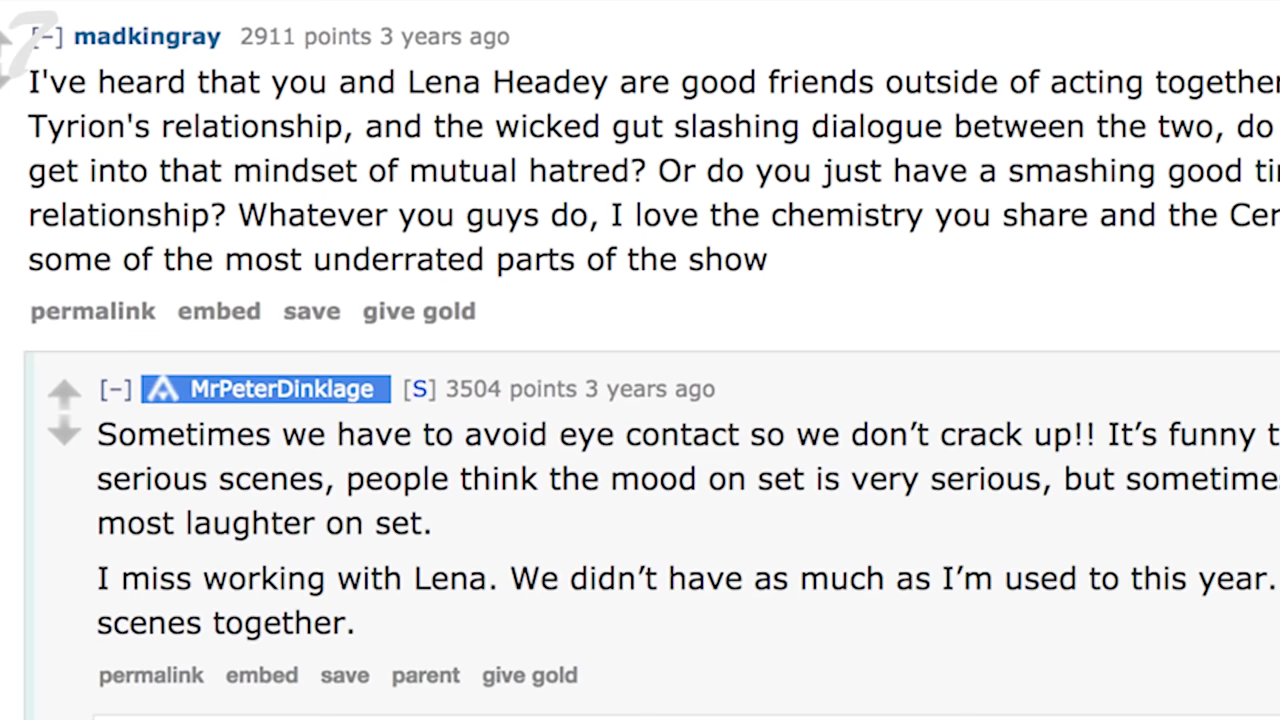 [–] madkingray 2911 points 3 years ago
I've heard that you and Lena Headey are good friends outside of acting together
Tyrion's relationship, and the wicked gut slashing dialogue between the two, do
get into that mindset of mutual hatred? Or do you just have a smashing good
relationship? Whatever you guys do, I love the chemistry you share and the
some of the most underrated parts of the show
permalink embed save give gold
[–] MrPeterDinklage [S] 3504 points 3 years ago
Sometimes we have to avoid eye contact so we don’t crack up!! It’s funny
serious scenes, people think the mood on set is very serious, but sometimes
most laughter on set.
I miss working with Lena. We didn’t have as much as I’m used to this year.
scenes together.
permalink embed save parent give gold